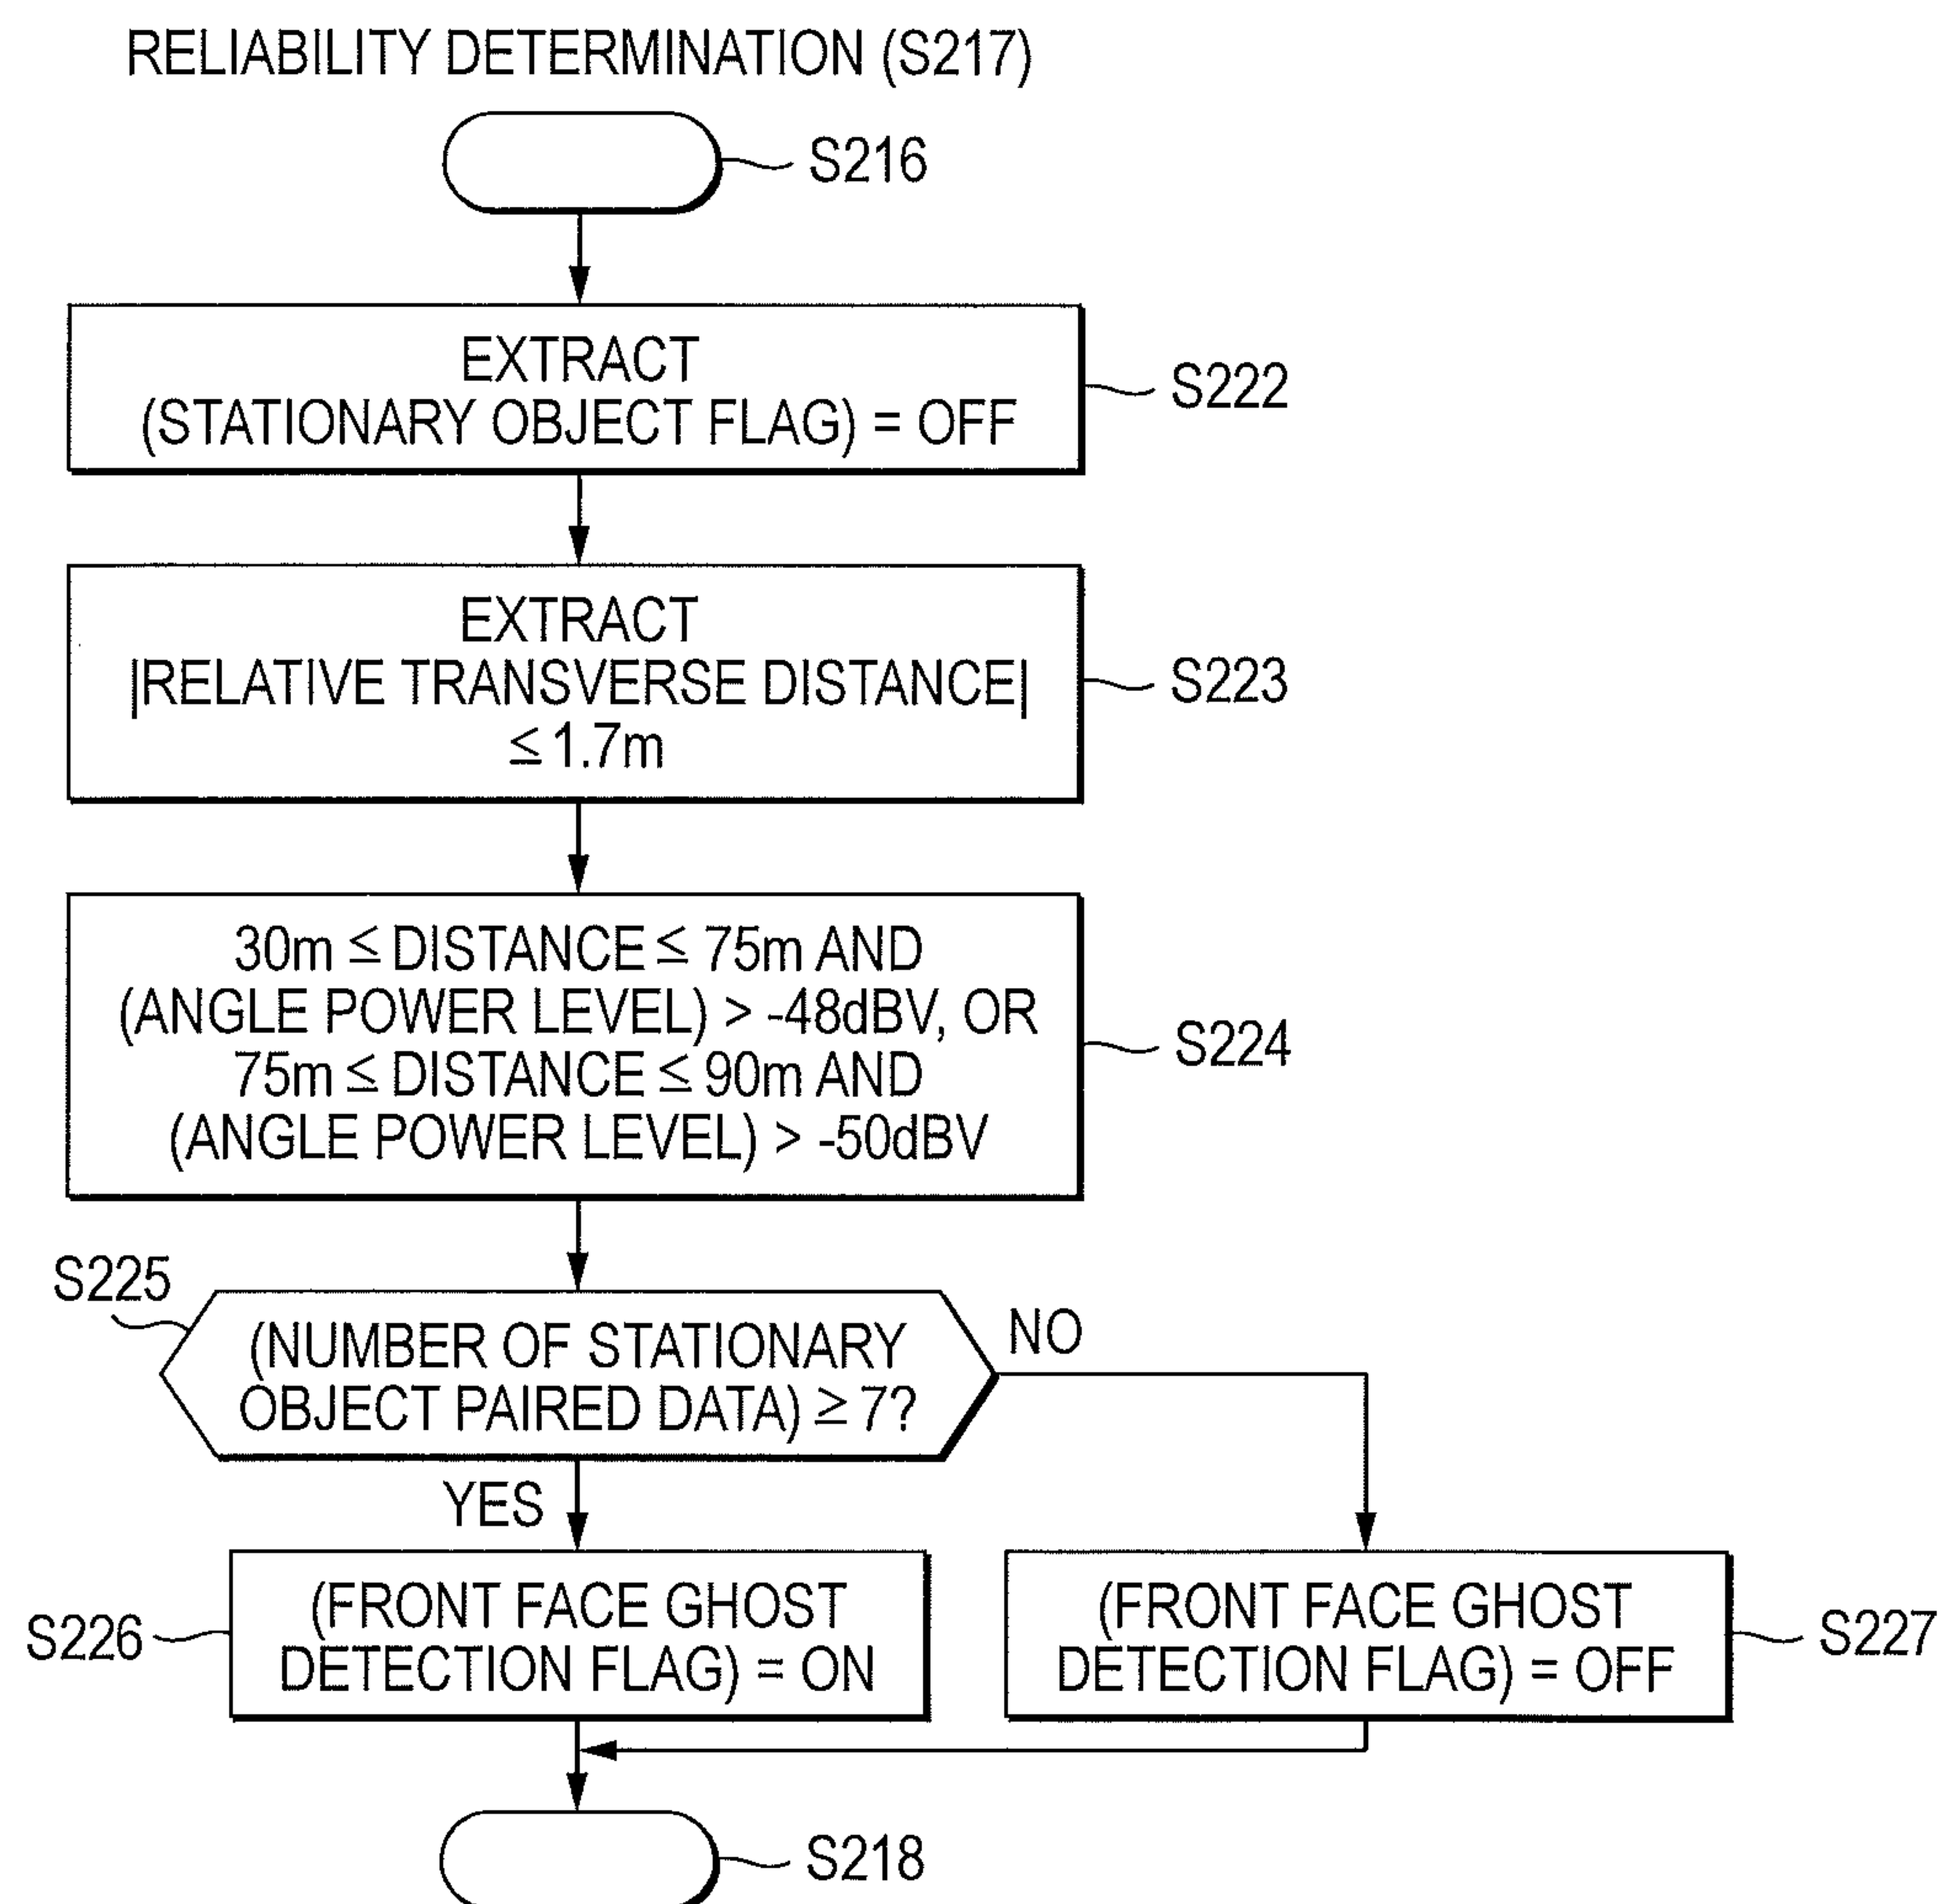 RELIABILITY DETERMINATION (S217)
S216
EXTRACT
(STATIONARY OBJECT FLAG) = OFF
S222
EXTRACT
|RELATIVE TRANSVERSE DISTANCE|
≤ 1.7m
S223
30m ≤ DISTANCE ≤ 75m AND
(ANGLE POWER LEVEL) > -48dBV, OR
75m ≤ DISTANCE ≤ 90m AND
(ANGLE POWER LEVEL) > -50dBV
S224
S225
(NUMBER OF STATIONARY
OBJECT PAIRED DATA) ≥ 7?
NO
YES
S226
(FRONT FACE GHOST
DETECTION FLAG) = ON
(FRONT FACE GHOST
DETECTION FLAG) = OFF
S227
S218